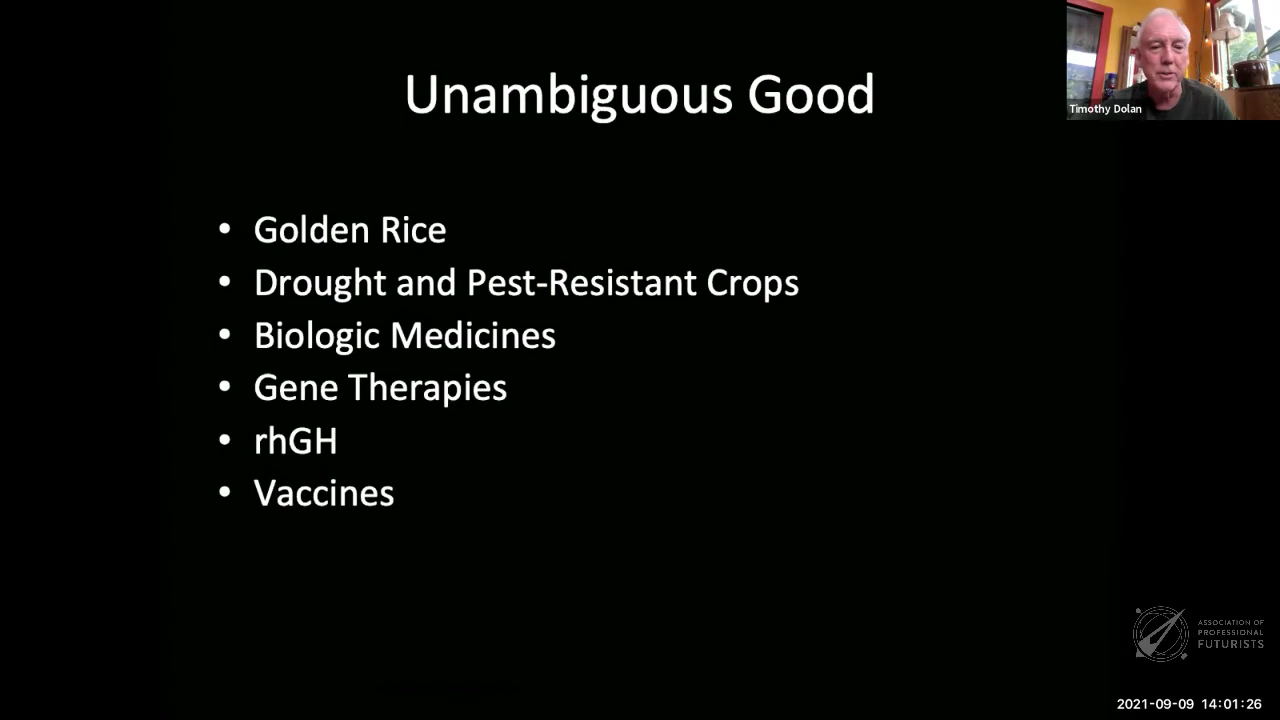 Unambiguous Good
Timothy Dolan
• Golden Rice
• Drought and Pest-Resistant Crops
• Biologic Medicines
• Gene Therapies
• rhGH
• Vaccines
ASSOCIATION OF
PROFESSIONAL
FUTURISTS
2021-09-09 14:01:26